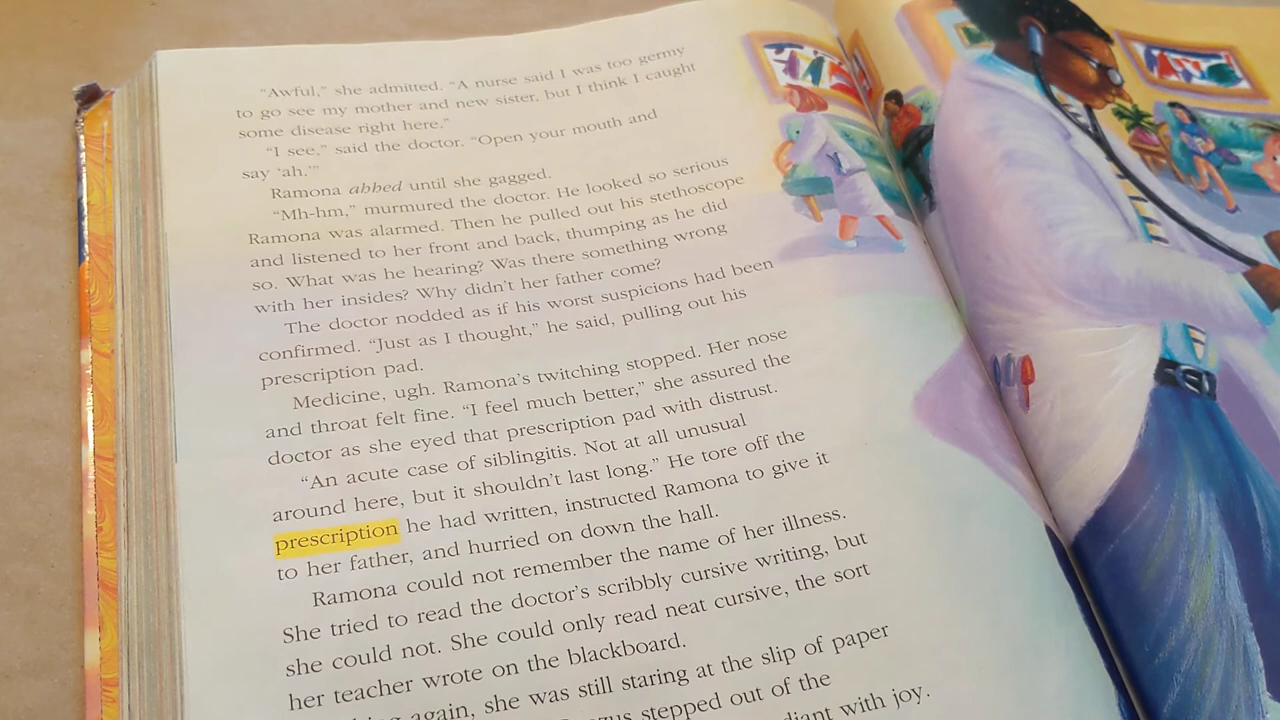 "Awful," she admitted. "A nurse said I was too germy
to go see my mother and new sister, but I think I caught
some disease right here."
"I see," said the doctor. "Open your mouth and
say 'ah.'"
Ramona ahhed until she gagged.
"Mh-hm," murmured the doctor. He looked so serious
Ramona was alarmed. Then he pulled out his stethoscope
and listened to her front and back, thumping as he did
so. What was he hearing? Was there something wrong
with her insides? Why didn't her father come?
The doctor nodded as if his worst suspicions had been
confirmed. "Just as I thought," he said, pulling out his
prescription pad.
Medicine, ugh. Ramona's twitching stopped. Her nose
and throat felt fine. "I feel much better," she assured the
doctor as she eyed that prescription pad with distrust.
"An acute case of siblingitis. Not at all unusual
around here, but it shouldn't last long." He tore off the
prescription he had written, instructed Ramona to give it
to her father, and hurried on down the hall.
Ramona could not remember the name of her illness.
She tried to read the doctor's scribbly cursive writing, but
she could not. She could only read neat cursive, the sort
her teacher wrote on the blackboard.
again, she was still staring at the slip of paper
stepped out of the
with joy.